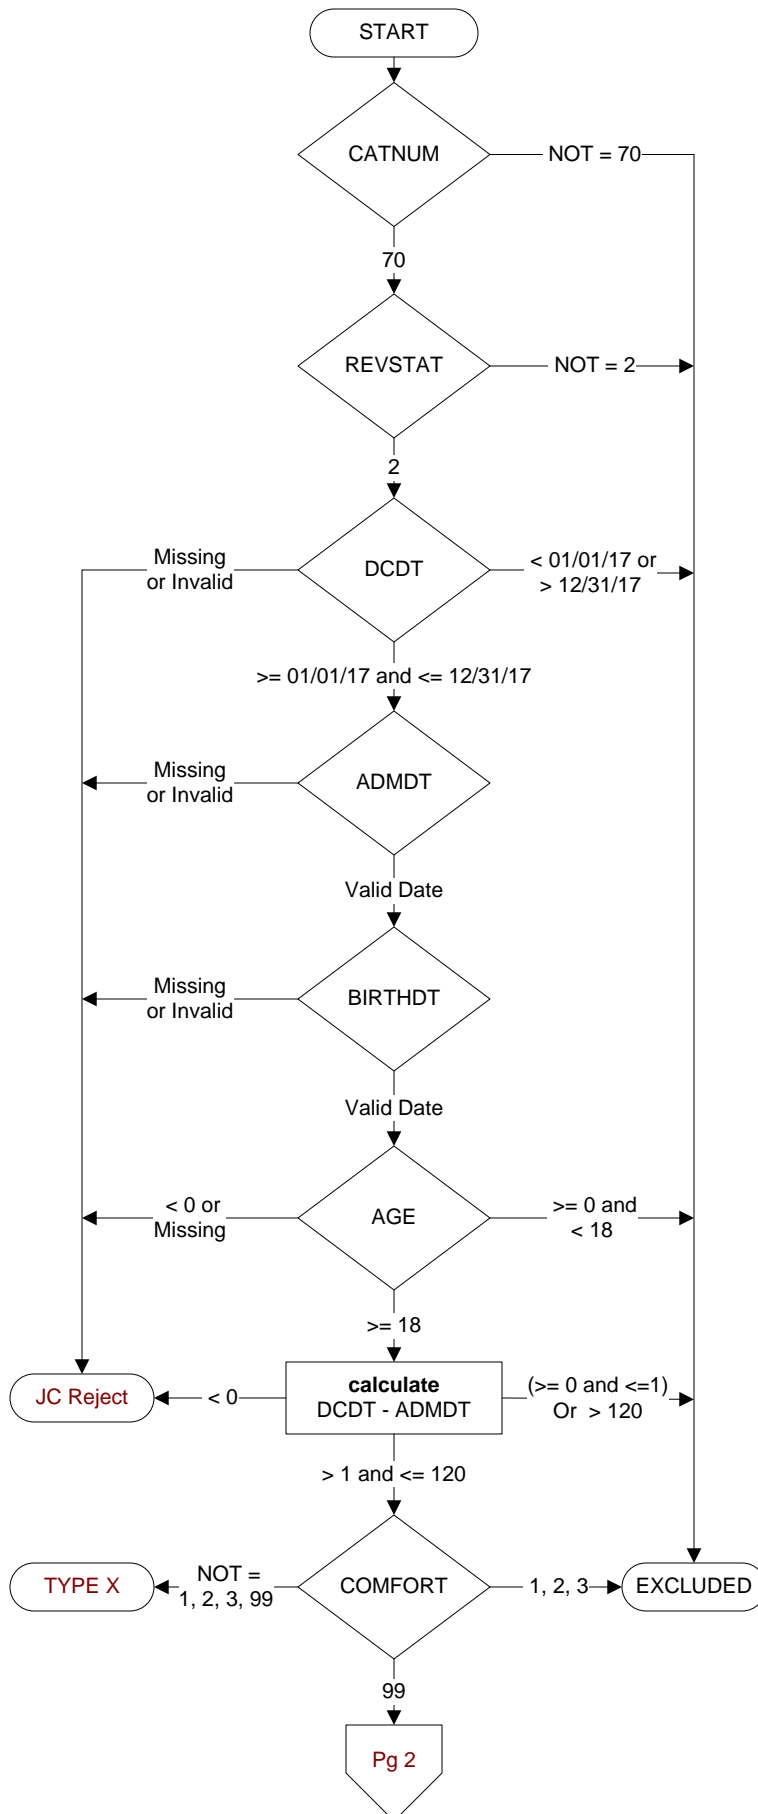 START
CATNUM
NOT = 70
70
REVSTAT
NOT = 2
2
Missing
or Invalid
DCDT
< 01/01/17 or
> 12/31/17
>= 01/01/17 and <= 12/31/17
Missing
or Invalid
ADMDT
Valid Date
Missing
or Invalid
BIRTHDT
Valid Date
< 0 or
Missing
AGE
>= 0 and
< 18
>= 18
JC Reject
< 0
calculate
DCDT - ADMDT
(>= 0 and <=1)
Or > 120
> 1 and <= 120
TYPE X
NOT =
1, 2, 3, 99
COMFORT
1, 2, 3
EXCLUDED
99
Pg 2